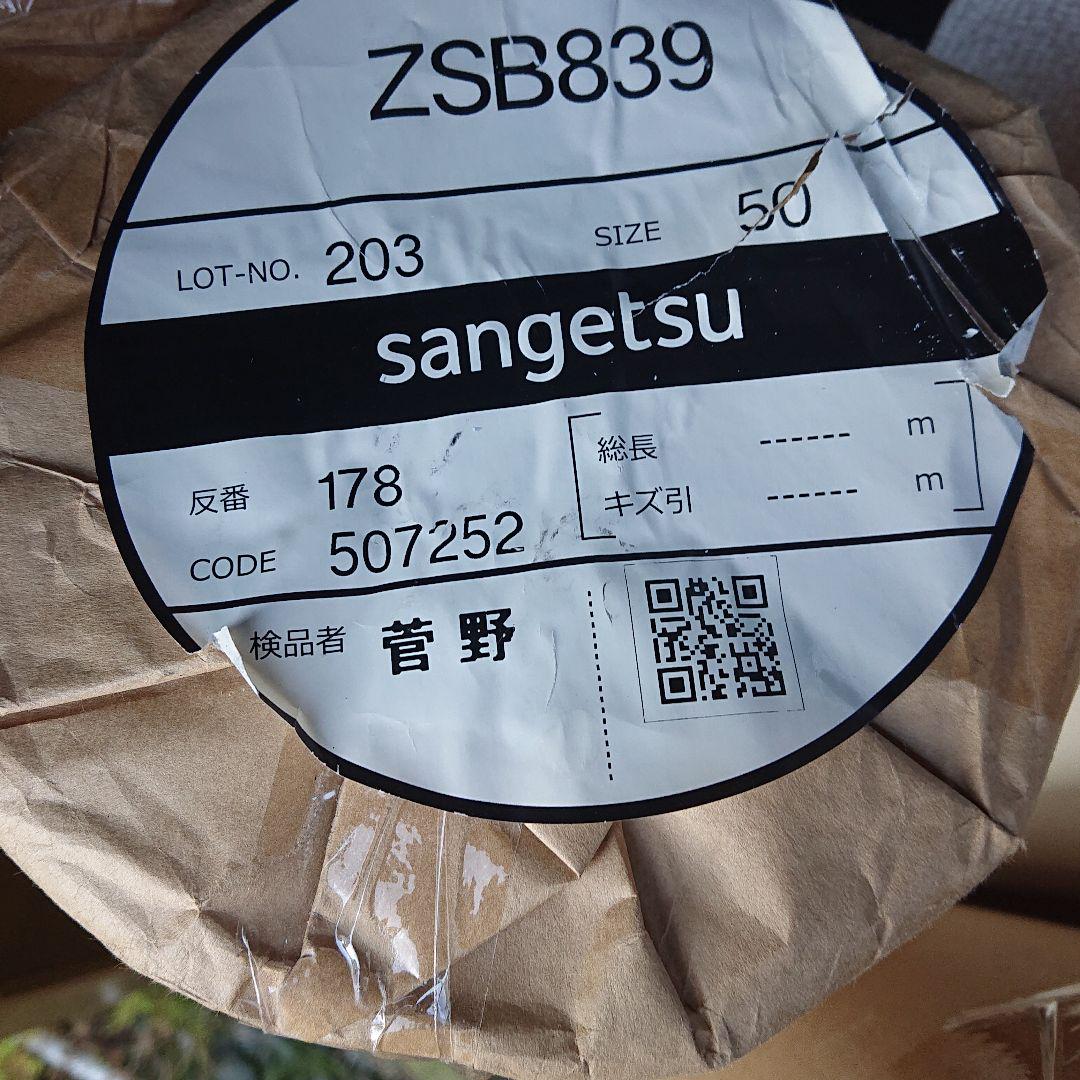 ZSB839
LOT-NO. 203 SIZE 50
sangetsu
反番 178
総長 ------ m
キズ引 ------ m
CODE 507252
検品者 菅野